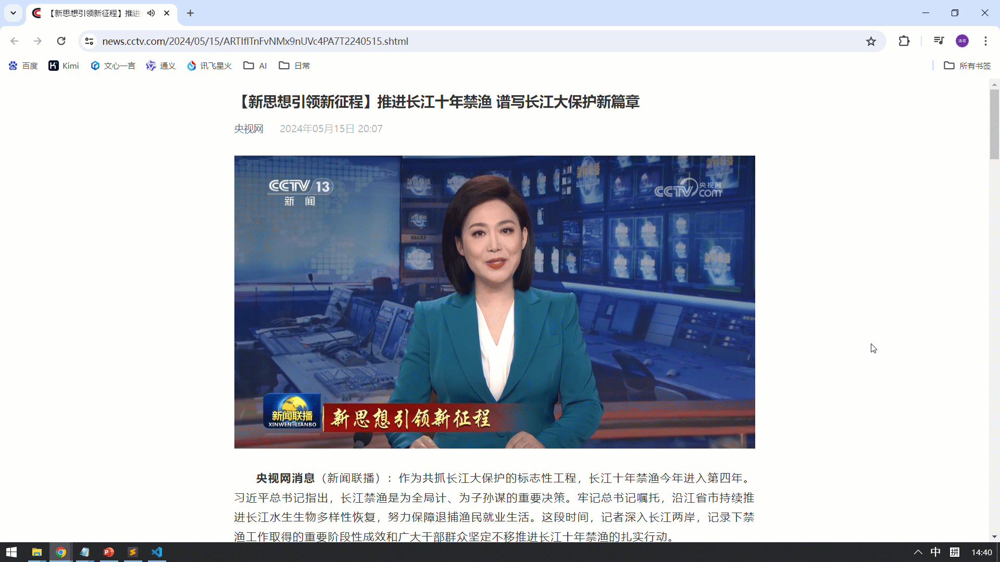 【新思想引领新征程】推进
news.cctv.com/2024/05/15/ARTIflTnFvNMx9nUVc4PA7T2240515.shtml
涛哥
百度 Kimi 文心一言 通义 讯飞星火 AI 日常 所有书签
【新思想引领新征程】推进长江十年禁渔 谱写长江大保护新篇章
央视网 2024年05月15日 20:07
CCTV 13
新闻
央视网
CCTV com
新闻联播
XINWEN LIANBO
新思想引领新征程
央视网消息（新闻联播）：作为共抓长江大保护的标志性工程，长江十年禁渔今年进入第四年。
习近平总书记指出，长江禁渔是为全局计、为子孙谋的重要决策。牢记总书记嘱托，沿江省市持续推
进长江水生生物多样性恢复，努力保障退捕渔民就业生活。这段时间，记者深入长江两岸，记录下禁
渔工作取得的重要阶段性成效和广大干部群众坚定不移推进长江十年禁渔的扎实行动。
中 拼 14:40